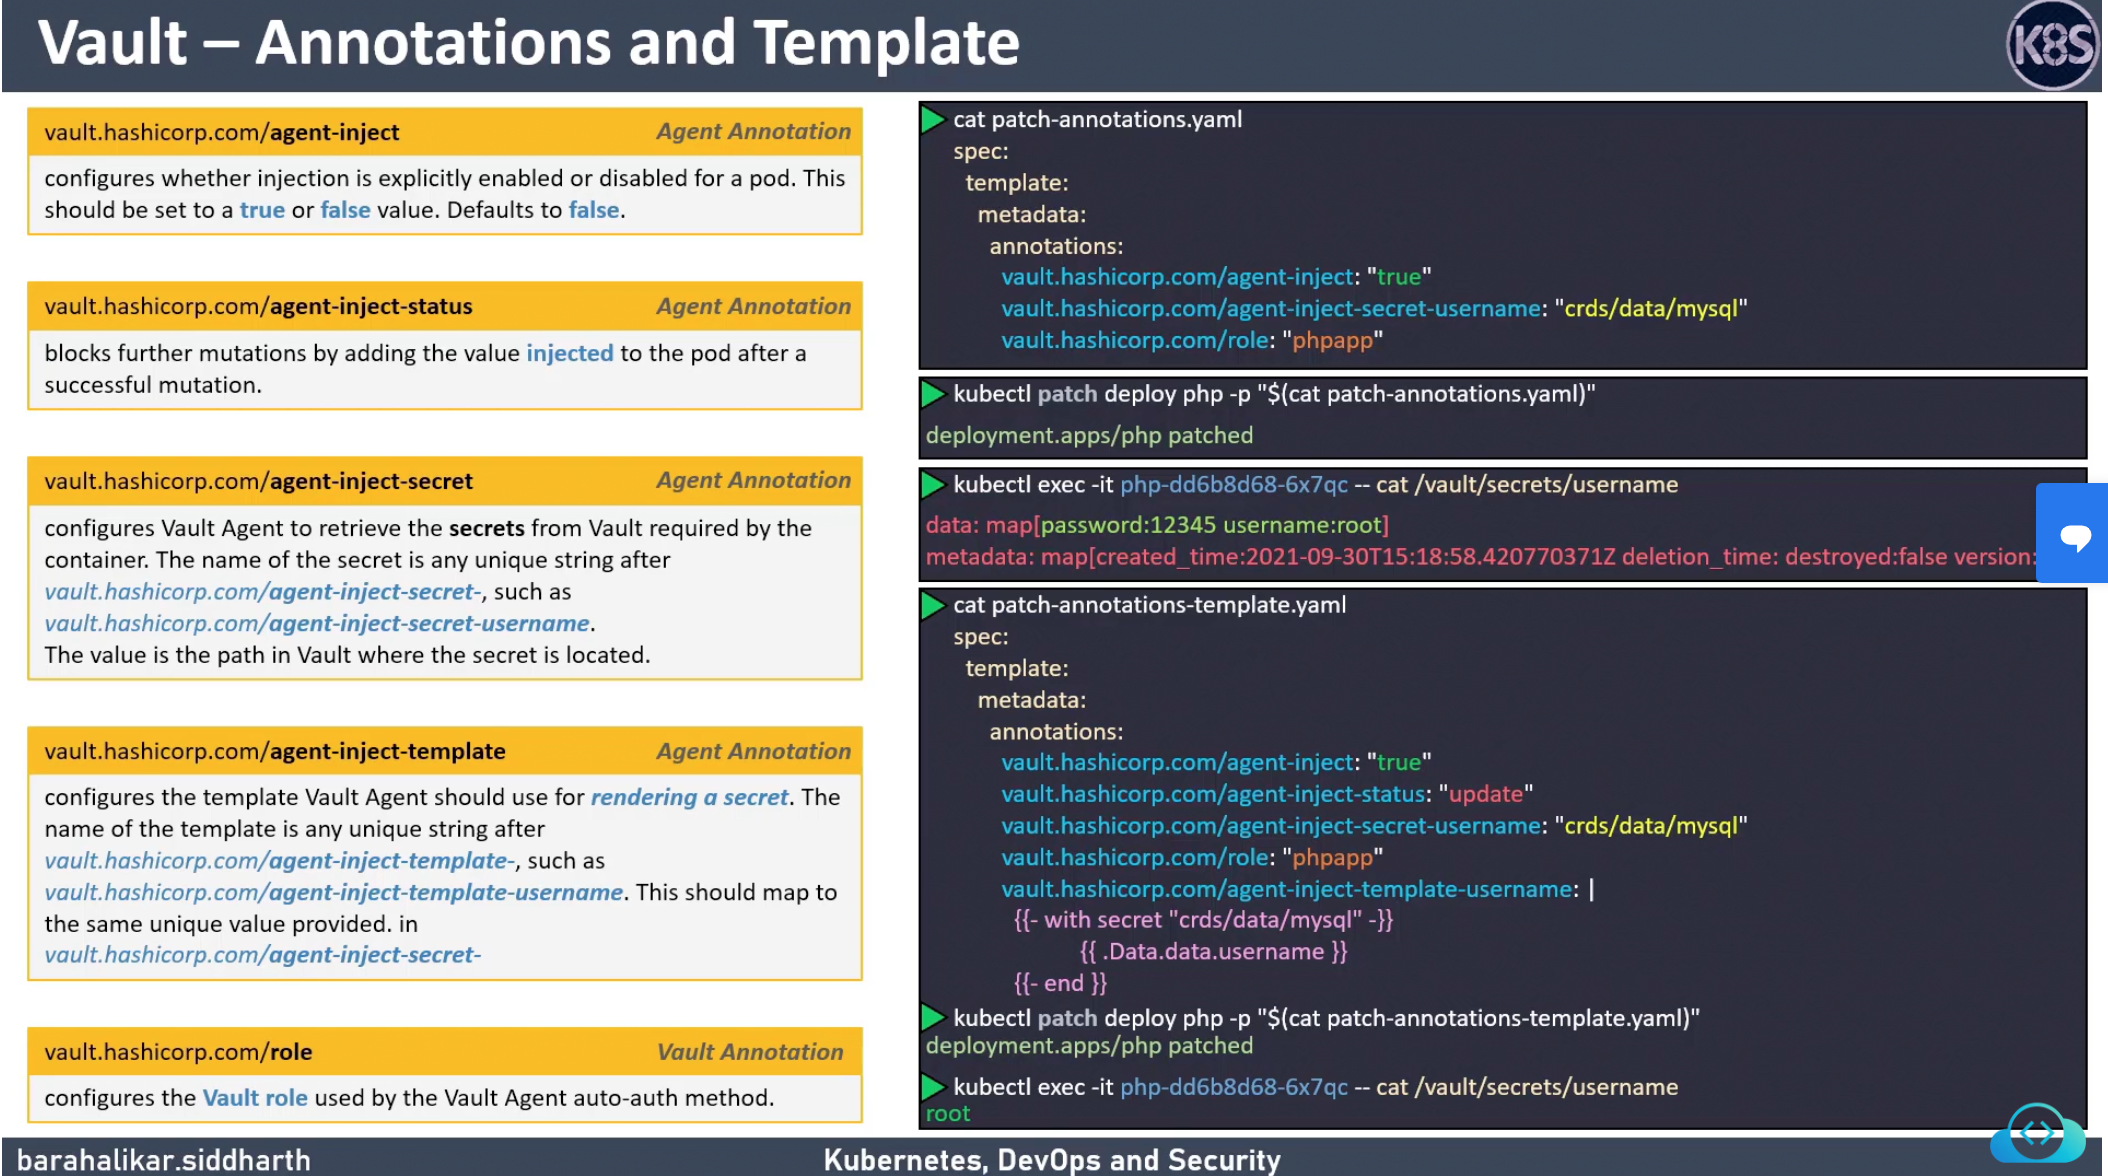 Vault – Annotations and Template
K8S
vault.hashicorp.com/agent-inject Agent Annotation
configures whether injection is explicitly enabled or disabled for a pod. This
should be set to a true or false value. Defaults to false.
vault.hashicorp.com/agent-inject-status Agent Annotation
blocks further mutations by adding the value injected to the pod after a
successful mutation.
vault.hashicorp.com/agent-inject-secret Agent Annotation
configures Vault Agent to retrieve the secrets from Vault required by the
container. The name of the secret is any unique string after
vault.hashicorp.com/agent-inject-secret-, such as
vault.hashicorp.com/agent-inject-secret-username.
The value is the path in Vault where the secret is located.
vault.hashicorp.com/agent-inject-template Agent Annotation
configures the template Vault Agent should use for rendering a secret. The
name of the template is any unique string after
vault.hashicorp.com/agent-inject-template-, such as
vault.hashicorp.com/agent-inject-template-username. This should map to
the same unique value provided. in
vault.hashicorp.com/agent-inject-secret-
vault.hashicorp.com/role Vault Annotation
configures the Vault role used by the Vault Agent auto-auth method.
cat patch-annotations.yaml
spec:
template:
metadata:
annotations:
vault.hashicorp.com/agent-inject: "true"
vault.hashicorp.com/agent-inject-secret-username: "crds/data/mysql"
vault.hashicorp.com/role: "phpapp"
kubectl patch deploy php -p "$(cat patch-annotations.yaml)"
deployment.apps/php patched
kubectl exec -it php-dd6b8d68-6x7qc -- cat /vault/secrets/username
data: map[password:12345 username:root]
metadata: map[created_time:2021-09-30T15:18:58.420770371Z deletion_time: destroyed:false version:
cat patch-annotations-template.yaml
spec:
template:
metadata:
annotations:
vault.hashicorp.com/agent-inject: "true"
vault.hashicorp.com/agent-inject-status: "update"
vault.hashicorp.com/agent-inject-secret-username: "crds/data/mysql"
vault.hashicorp.com/role: "phpapp"
vault.hashicorp.com/agent-inject-template-username: |
{{- with secret "crds/data/mysql" -}}
{{ .Data.data.username }}
{{- end }}
kubectl patch deploy php -p "$(cat patch-annotations-template.yaml)"
deployment.apps/php patched
kubectl exec -it php-dd6b8d68-6x7qc -- cat /vault/secrets/username
root
barahalikar.siddharth
Kubernetes, DevOps and Security